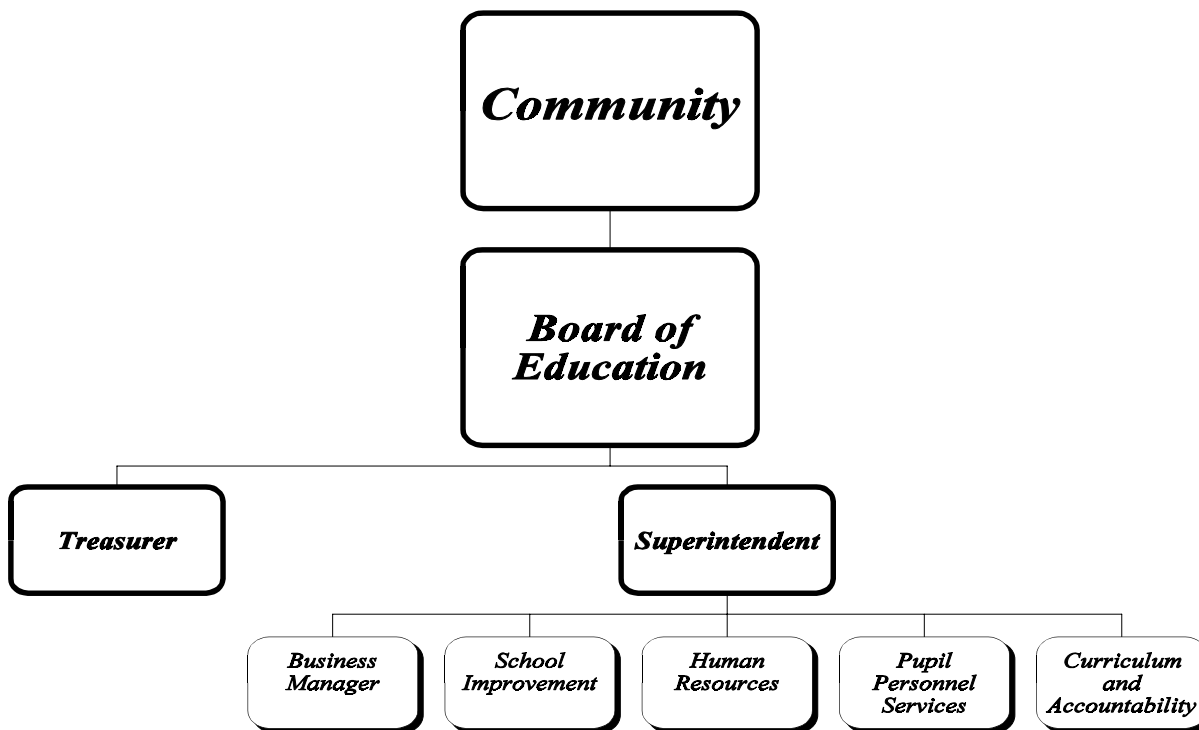 Community
Board of
Education
Treasurer
Superintendent
Business
Manager
School
Improvement
Human
Resources
Pupil
Personnel
Services
Curriculum
and
Accountability